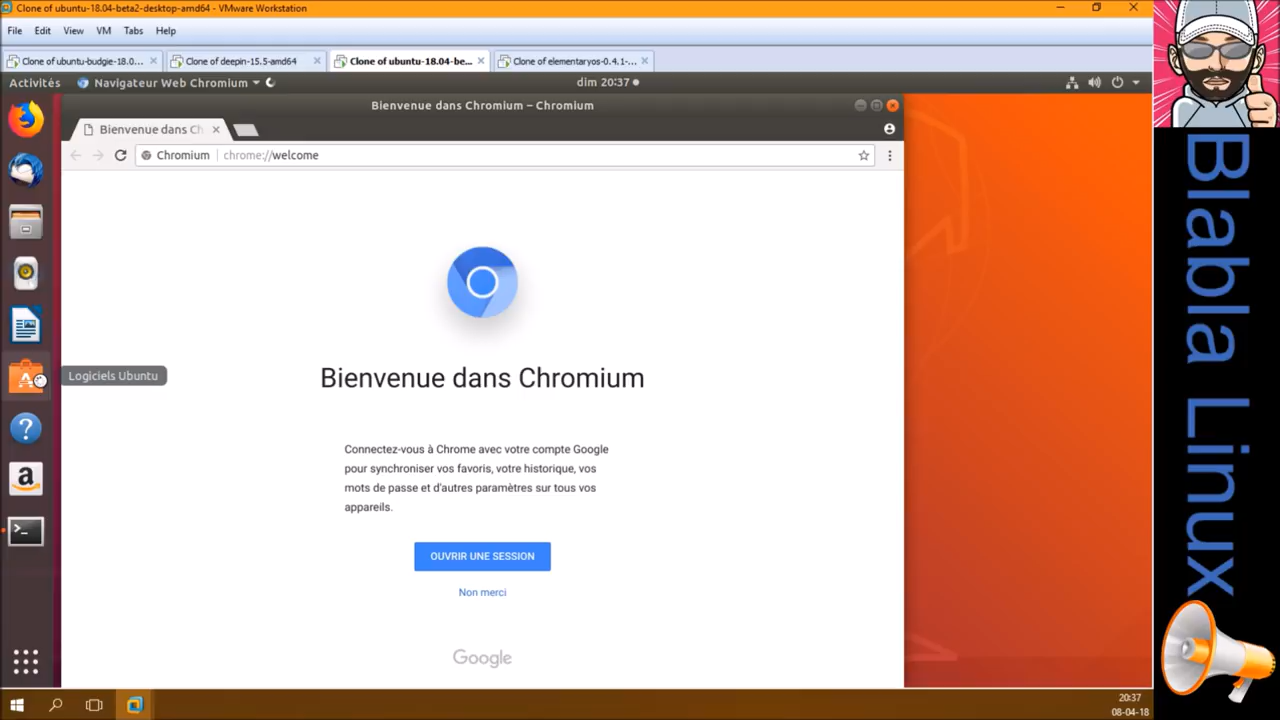 Clone of ubuntu-18.04-beta2-desktop-amd64 - VMware Workstation
File Edit View VM Tabs Help
Clone of ubuntu-budgie-18.0...
Clone of deepin-15.5-amd64
Clone of ubuntu-18.04-be...
Clone of elementaryos-0.4.1-...
Activités
Navigateur Web Chromium
dim 20:37
Bienvenue dans Chromium – Chromium
Bienvenue dans Ch
Chromium chrome://welcome
Bienvenue dans Chromium
Logiciels Ubuntu
Connectez-vous à Chrome avec votre compte Google
pour synchroniser vos favoris, votre historique, vos
mots de passe et d'autres paramètres sur tous vos
appareils.
OUVRIR UNE SESSION
Non merci
Google
20:37
08-04-18
Blabla Linux